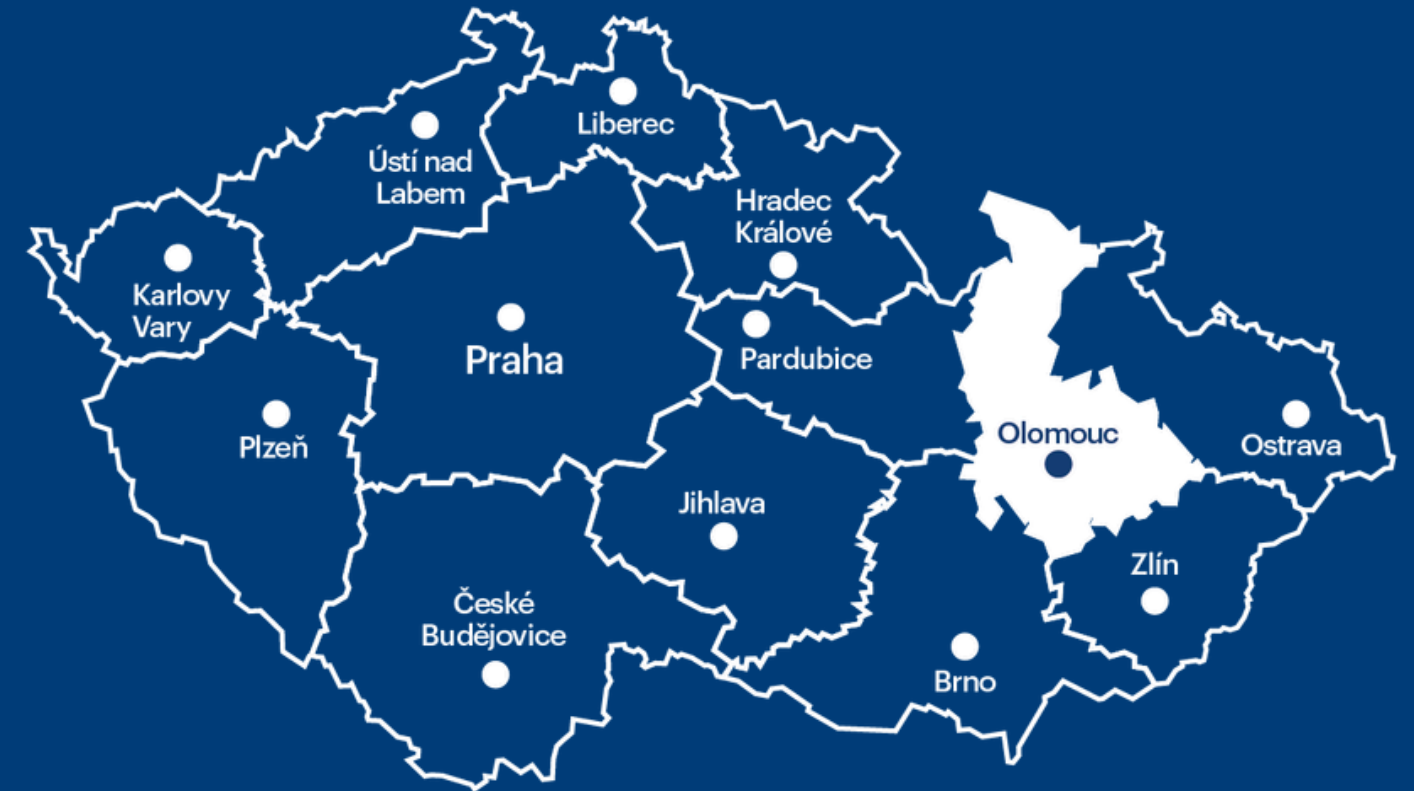 Liberec
Ústí nad
Labem
Hradec
Králové
Karlovy
Vary
Praha
Pardubice
Plzeň
Olomouc
Ostrava
Jihlava
Zlín
České
Budějovice
Brno